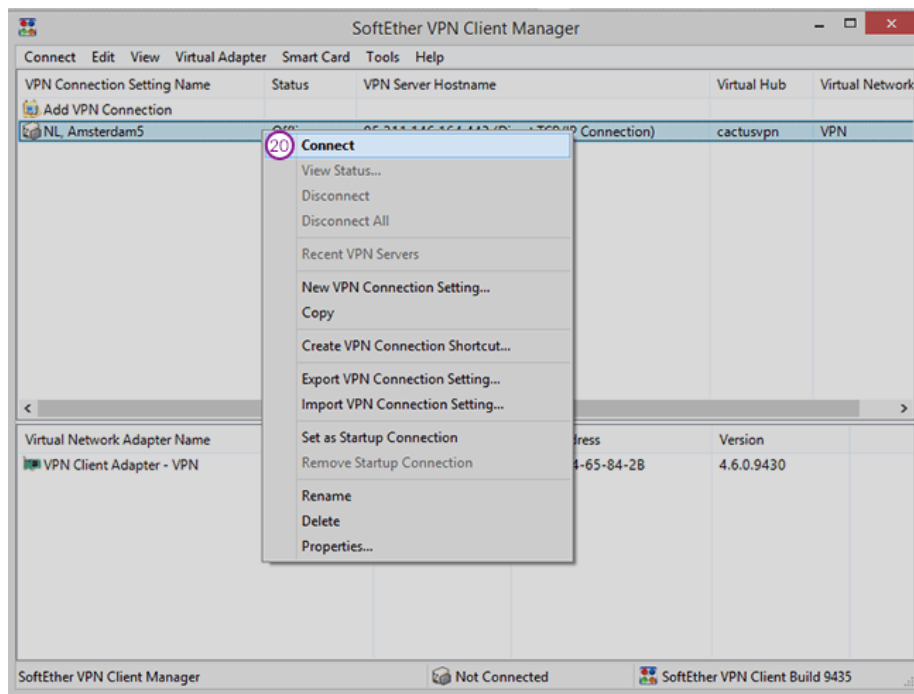 SoftEther VPN Client Manager
Connect Edit View Virtual Adapter Smart Card Tools Help
VPN Connection Setting Name Status VPN Server Hostname Virtual Hub Virtual Network
Add VPN Connection
NL, Amsterdam5 Connection) cactusvpn VPN
20 Connect
View Status...
Disconnect
Disconnect All
Recent VPN Servers
New VPN Connection Setting...
Copy
Create VPN Connection Shortcut...
Export VPN Connection Setting...
Import VPN Connection Setting...
Virtual Network Adapter Name Set as Startup Connection dress Version
VPN Client Adapter - VPN Remove Startup Connection 4-65-84-2B 4.6.0.9430
Rename
Delete
Properties...
SoftEther VPN Client Manager Not Connected SoftEther VPN Client Build 9435